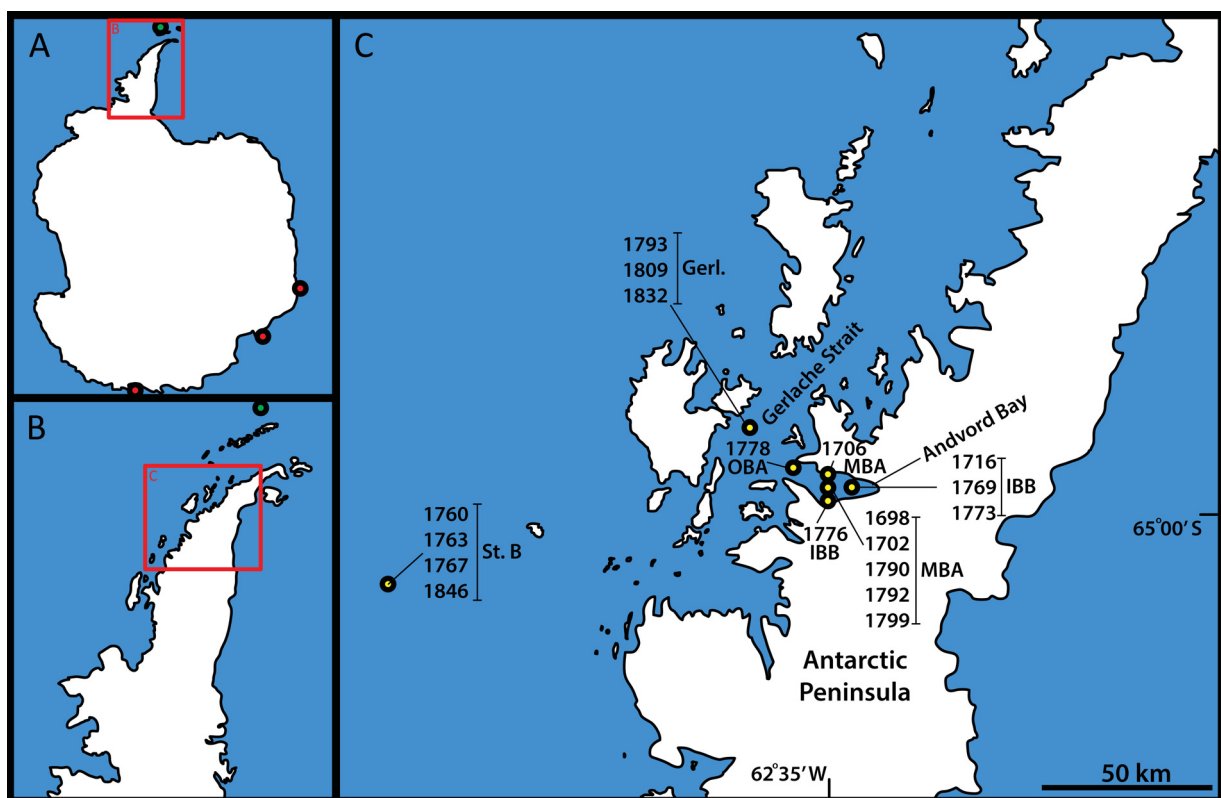 A
B
B
C
C
1793
1809
1832
Gerl.
Gerlache Strait
Andvord Bay
1778
OBA
1706
MBA
1716
1769
1773
IBB
1776
IBB
1698
1702
1790
1792
1799
MBA
1760
1763
1767
1846
St. B
65°00' S
Antarctic
Peninsula
62°35' W
50 km